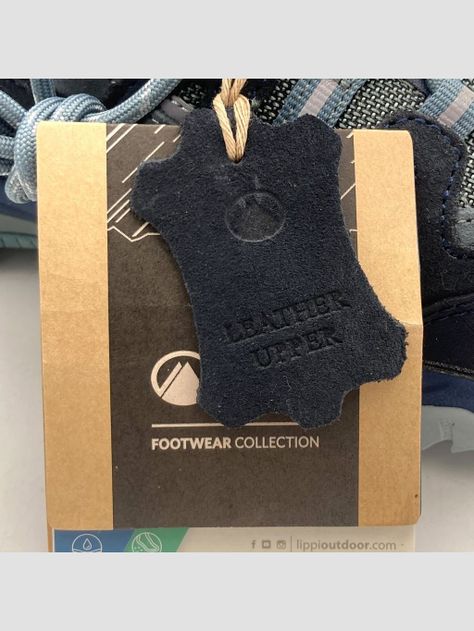 LEATHER
UPPER
FOOTWEAR COLLECTION
lippioutdoor.com